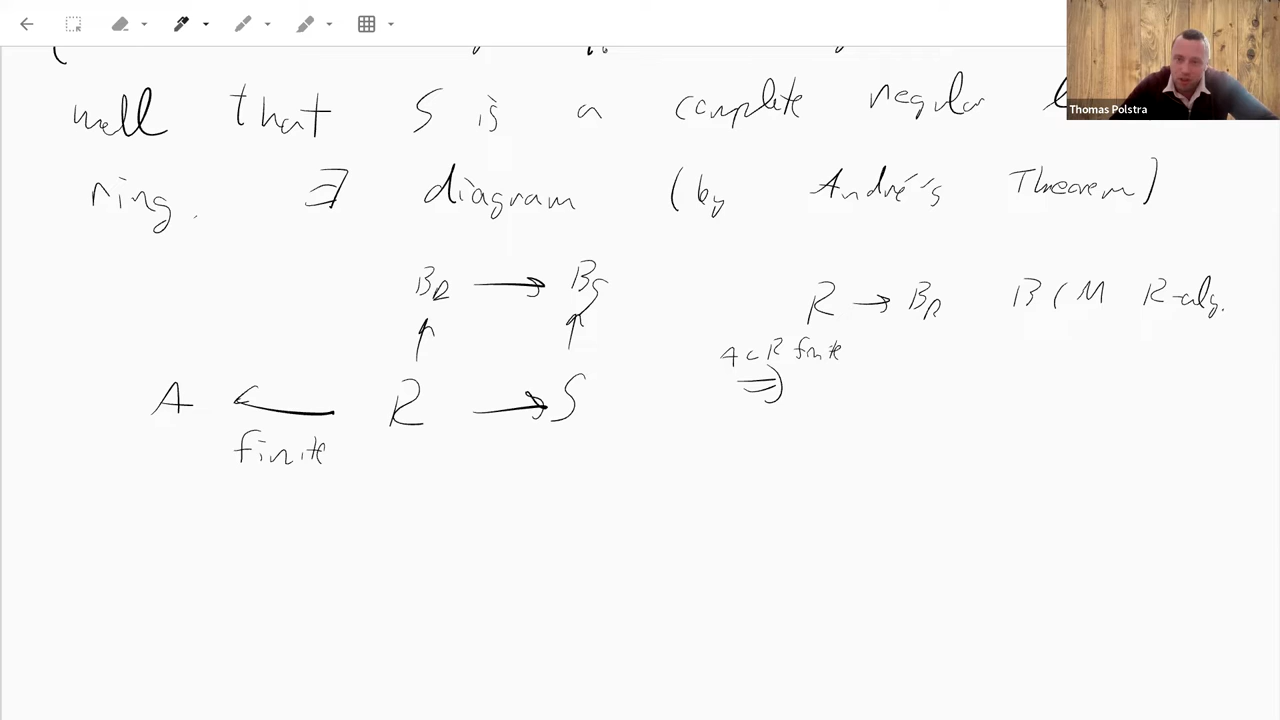 well that S is a complete regular
ring. ∃ diagram (by André's Theorem)
B_R → B_S
R → B_R BCM R-alg.
A ⊂ R finite
⇒
A ← R → S
finite
Thomas Polstra